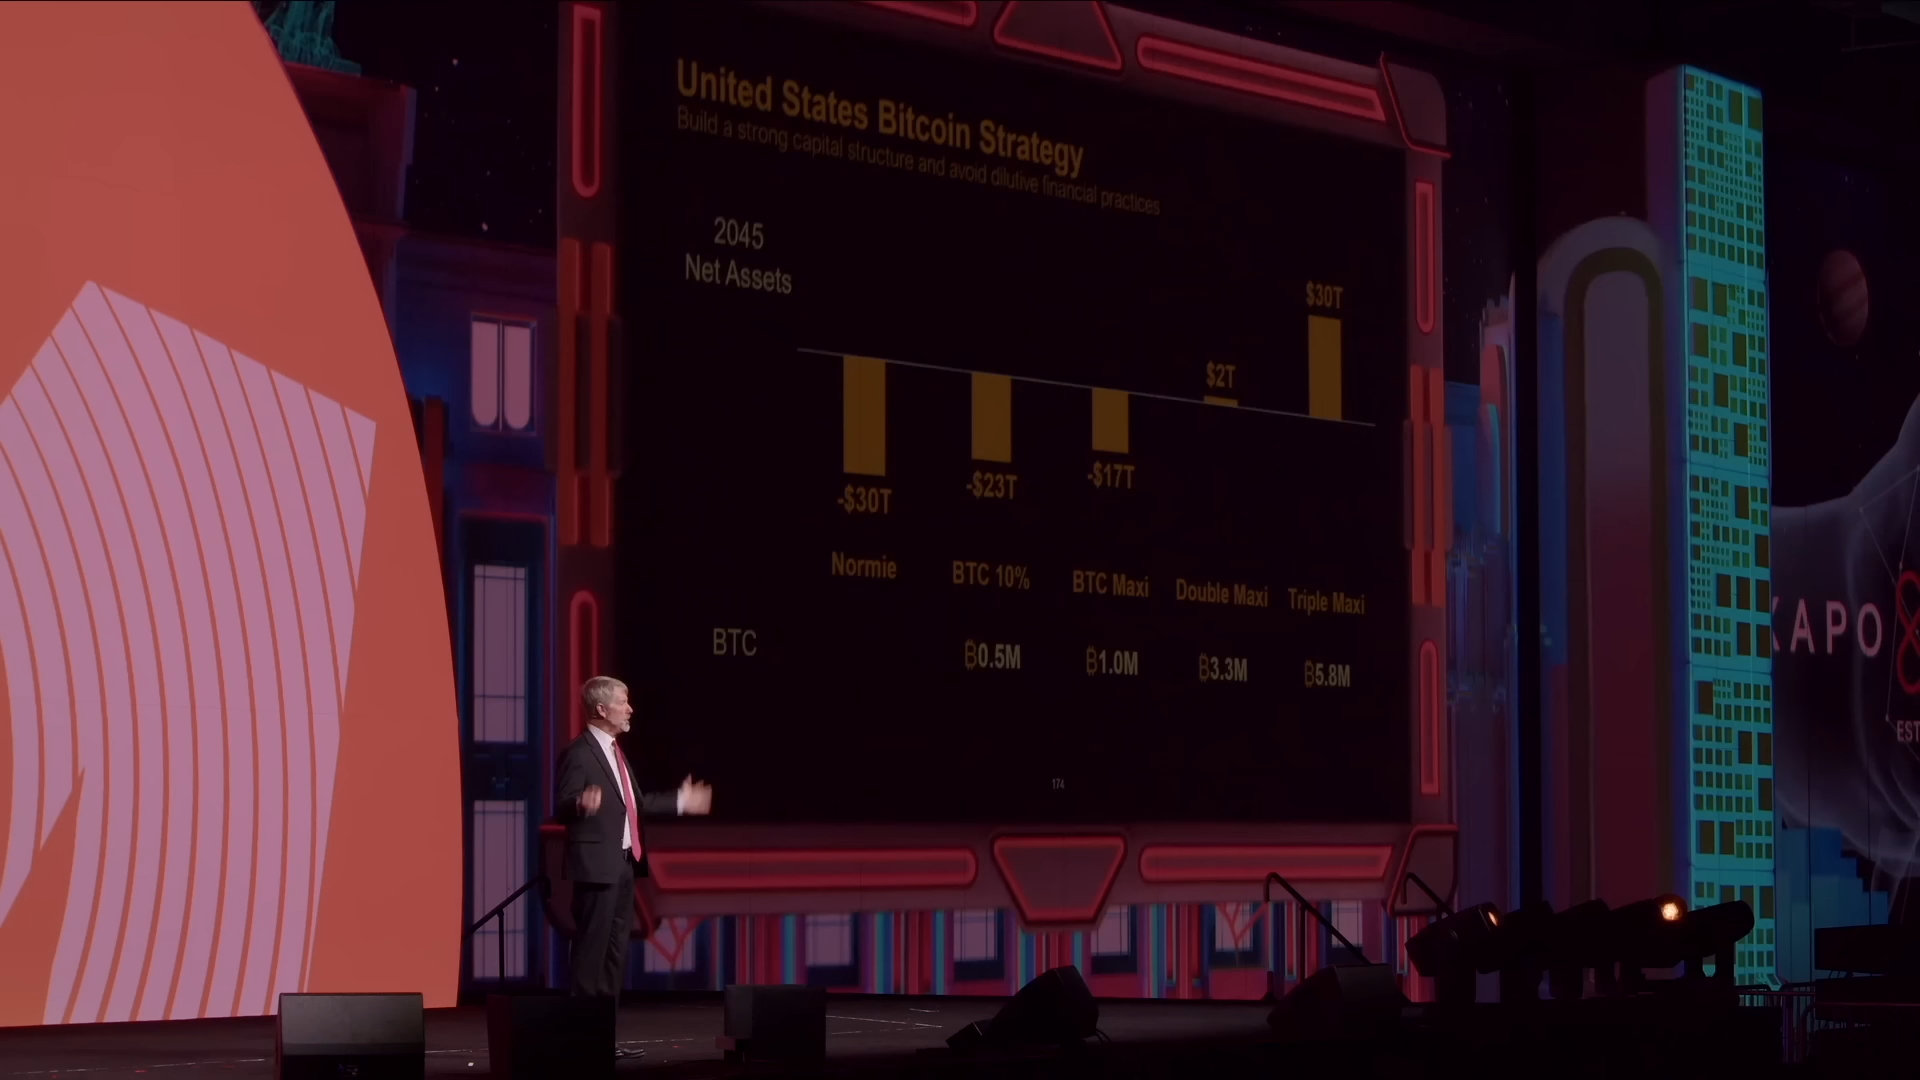 United States Bitcoin Strategy
Build a strong capital structure and avoid dilutive financial practices
2045
Net Assets
$30T
$2T
-$30T
-$23T
-$17T
Normie
BTC 10%
BTC Maxi
Double Maxi
Triple Maxi
BTC
₿0.5M
₿1.0M
₿3.3M
₿5.8M
174
XAPO
EST